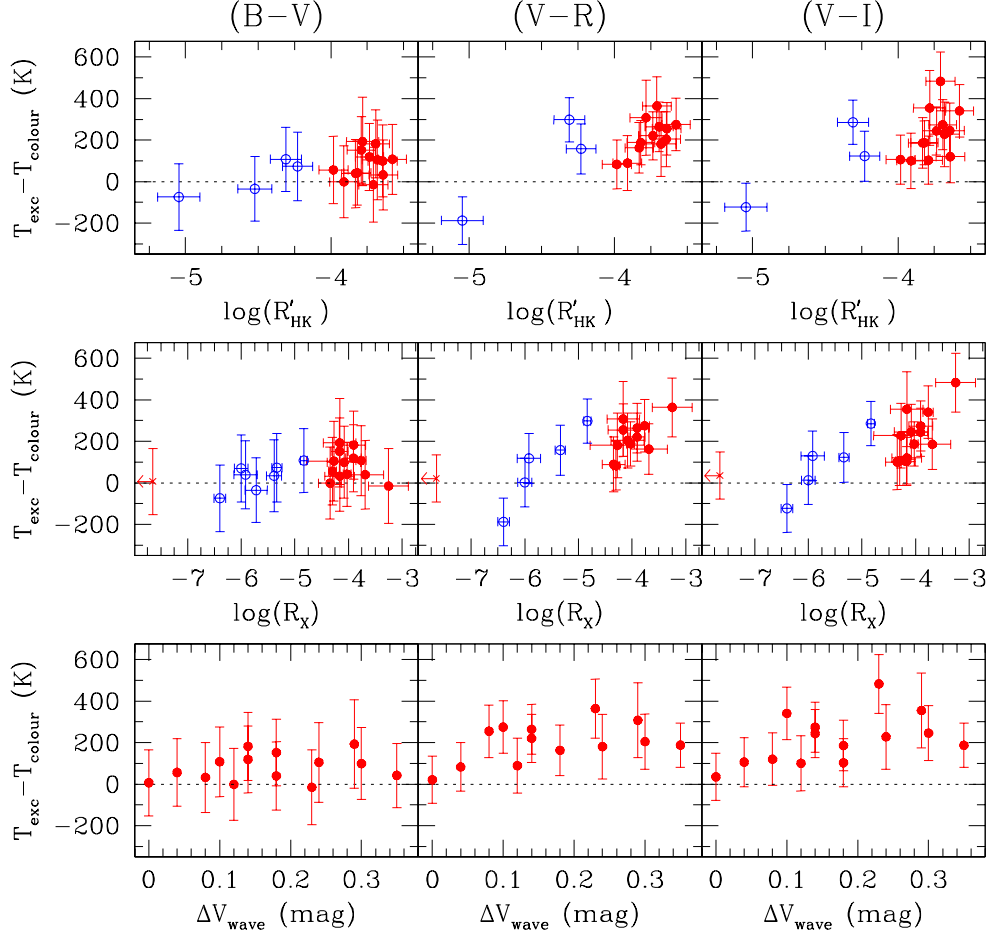 (B−V) (V−R) (V−I)
T_exc−T_colour (K)
600
400
200
0
−200
−5 −4 −5 −4 −5 −4
log(R′_HK) log(R′_HK) log(R′_HK)
T_exc−T_colour (K)
600
400
200
0
−200
−7 −6 −5 −4 −3 −7 −6 −5 −4 −3 −7 −6 −5 −4 −3
log(R_X) log(R_X) log(R_X)
T_exc−T_colour (K)
600
400
200
0
−200
0 0.1 0.2 0.3 0 0.1 0.2 0.3 0 0.1 0.2 0.3
ΔV_wave (mag) ΔV_wave (mag) ΔV_wave (mag)